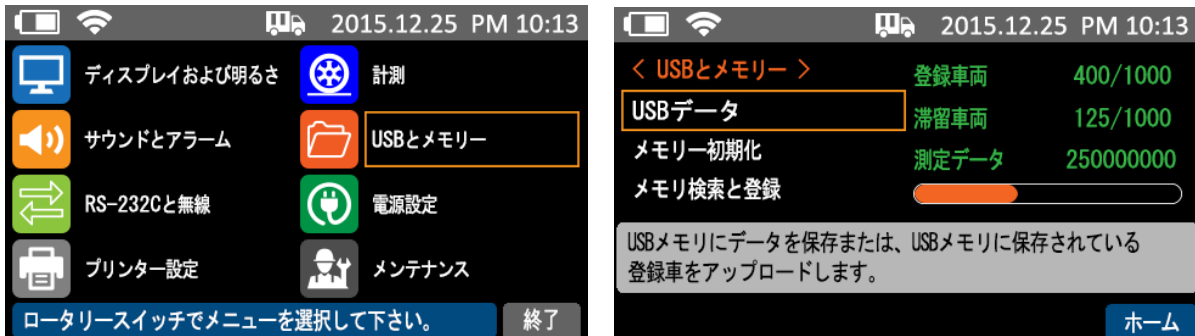 2015.12.25 PM 10:13
ディスプレイおよび明るさ
計測
サウンドとアラーム
USBとメモリー
RS-232Cと無線
電源設定
プリンター設定
メンテナンス
ロータリースイッチでメニューを選択して下さい。
終了
2015.12.25 PM 10:13
< USBとメモリー >
登録車両 400/1000
USBデータ
滞留車両 125/1000
メモリー初期化
測定データ 250000000
メモリ検索と登録
USBメモリにデータを保存または、USBメモリに保存されている
登録車をアップロードします。
ホーム